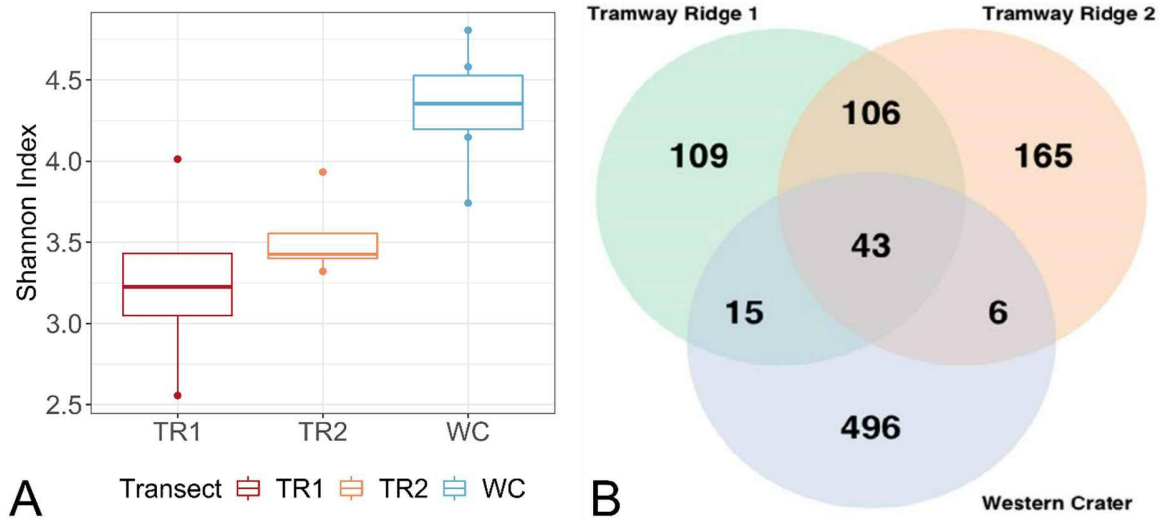 Shannon Index
4.5
4.0
3.5
3.0
2.5
TR1 TR2 WC
Transect TR1 TR2 WC
A
Tramway Ridge 1 Tramway Ridge 2
106
109 165
43
15 6
496
Western Crater
B